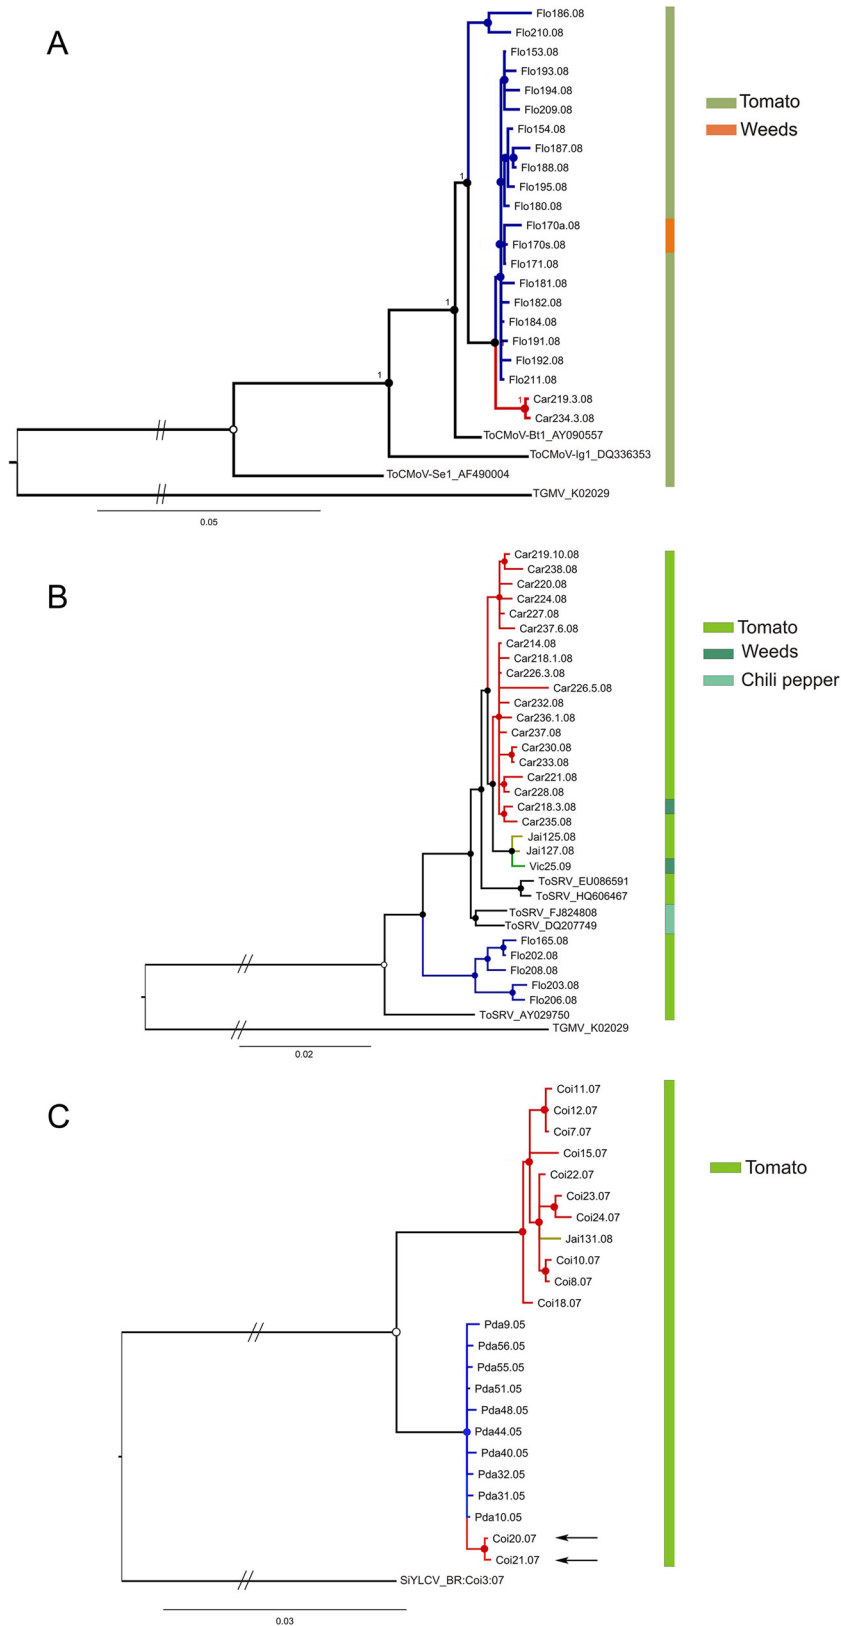 A
Flo186.08
Flo210.08
Flo153.08
Flo193.08
Flo194.08
Flo209.08
Flo154.08
Flo187.08
Flo188.08
Flo195.08
Flo180.08
Flo170a.08
Flo170s.08
Flo171.08
Flo181.08
Flo182.08
Flo184.08
Flo191.08
Flo192.08
Flo211.08
Car219.3.08
Car234.3.08
ToCMoV-Bt1_AY090557
ToCMoV-Ig1_DQ336353
ToCMoV-Se1_AF490004
TGMV_K02029
1
1
1
1
0.05
Tomato
Weeds
B
Car219.10.08
Car238.08
Car220.08
Car224.08
Car227.08
Car237.6.08
Car214.08
Car218.1.08
Car226.3.08
Car226.5.08
Car232.08
Car236.1.08
Car237.08
Car230.08
Car233.08
Car221.08
Car228.08
Car218.3.08
Car235.08
Jai125.08
Jai127.08
Vic25.09
ToSRV_EU086591
ToSRV_HQ606467
ToSRV_FJ824808
ToSRV_DQ207749
Flo165.08
Flo202.08
Flo208.08
Flo203.08
Flo206.08
ToSRV_AY029750
TGMV_K02029
0.02
Tomato
Weeds
Chili pepper
C
Coi11.07
Coi12.07
Coi7.07
Coi15.07
Coi22.07
Coi23.07
Coi24.07
Jai131.08
Coi10.07
Coi8.07
Coi18.07
Pda9.05
Pda56.05
Pda55.05
Pda51.05
Pda48.05
Pda44.05
Pda40.05
Pda32.05
Pda31.05
Pda10.05
Coi20.07
Coi21.07
SiYLCV_BR:Coi3:07
0.03
Tomato